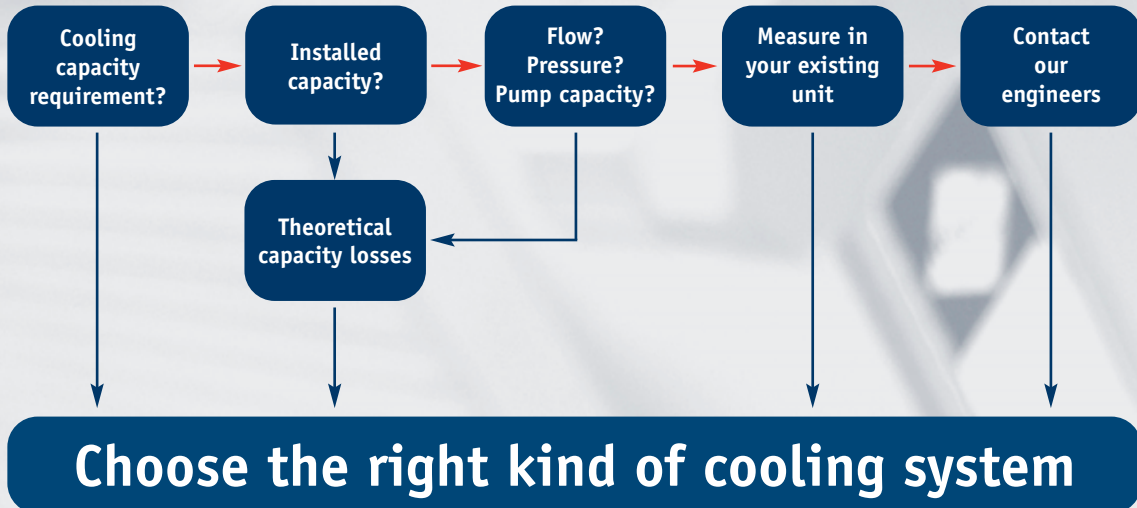 Cooling
capacity
requirement?
Installed
capacity?
Flow?
Pressure?
Pump capacity?
Measure in
your existing
unit
Contact
our
engineers
Theoretical
capacity losses
Choose the right kind of cooling system